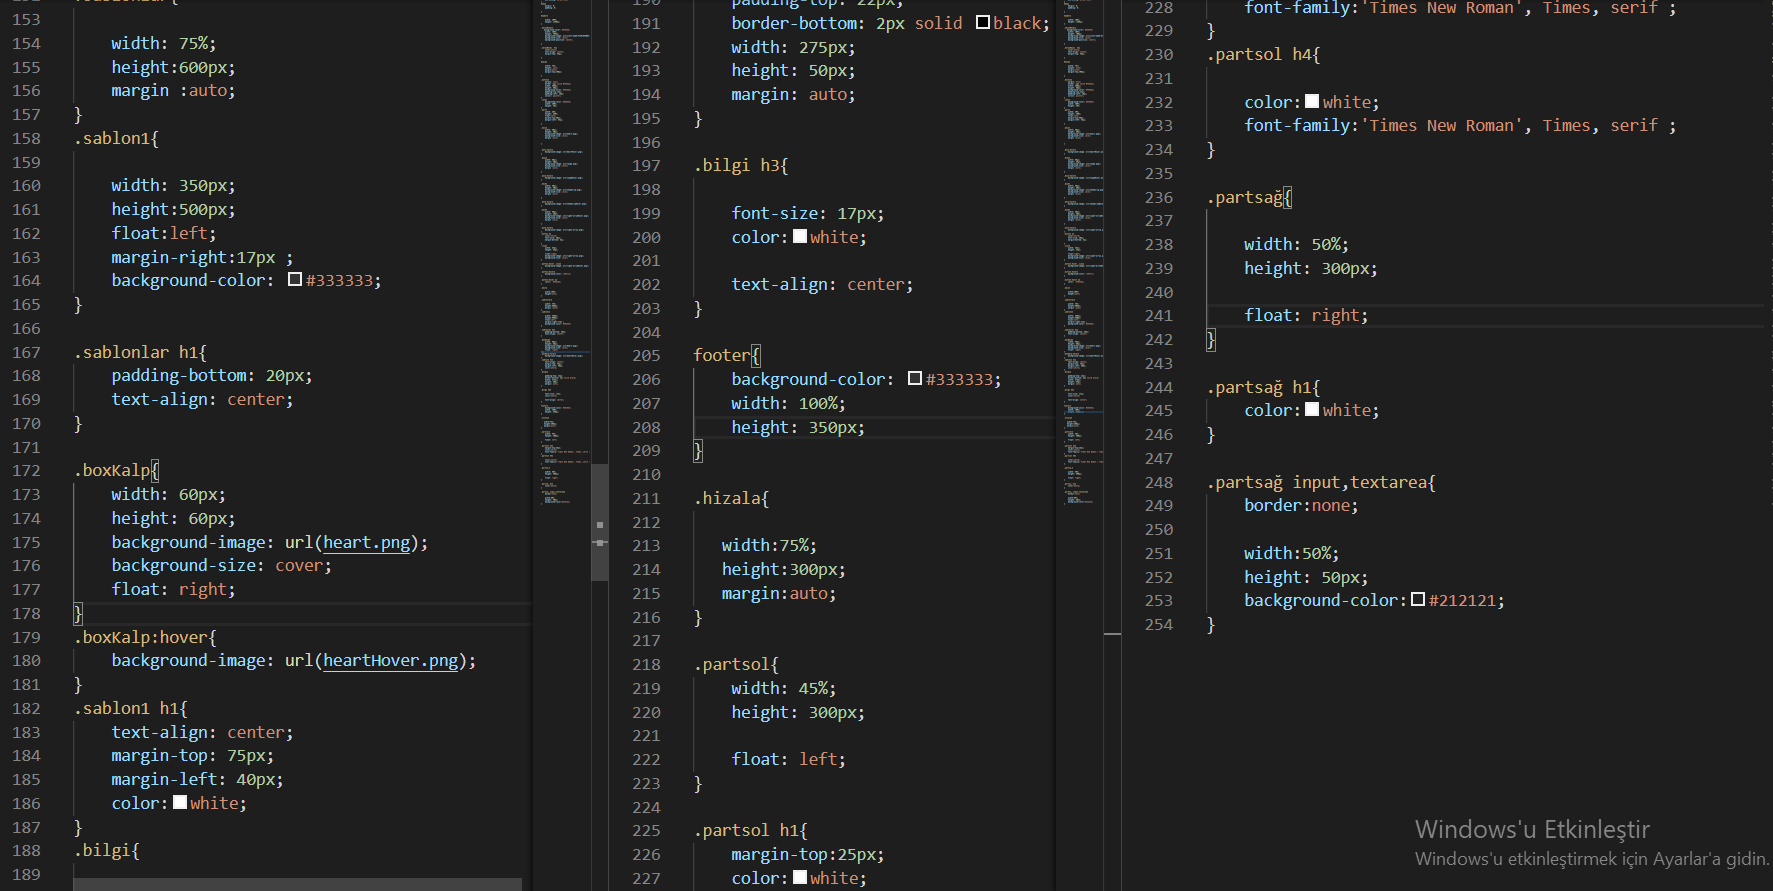 153
154 width: 75%;
155 height:600px;
156 margin :auto;
157 }
158 .sablon1{
159
160 width: 350px;
161 height:500px;
162 float:left;
163 margin-right:17px ;
164 background-color: #333333;
165 }
166
167 .sablonlar h1{
168 padding-bottom: 20px;
169 text-align: center;
170 }
171
172 .boxKalp{
173 width: 60px;
174 height: 60px;
175 background-image: url(heart.png);
176 background-size: cover;
177 float: right;
178 }
179 .boxKalp:hover{
180 background-image: url(heartHover.png);
181 }
182 .sablon1 h1{
183 text-align: center;
184 margin-top: 75px;
185 margin-left: 40px;
186 color: white;
187 }
188 .bilgi{
189
190 padding-top: 22px;
191 border-bottom: 2px solid black;
192 width: 275px;
193 height: 50px;
194 margin: auto;
195 }
196
197 .bilgi h3{
198
199 font-size: 17px;
200 color: white;
201
202 text-align: center;
203 }
204
205 footer{
206 background-color: #333333;
207 width: 100%;
208 height: 350px;
209 }
210
211 .hizala{
212
213 width:75%;
214 height:300px;
215 margin:auto;
216 }
217
218 .partsol{
219 width: 45%;
220 height: 300px;
221
222 float: left;
223 }
224
225 .partsol h1{
226 margin-top:25px;
227 color: white;
228 font-family:'Times New Roman', Times, serif ;
229 }
230 .partsol h4{
231
232 color: white;
233 font-family:'Times New Roman', Times, serif ;
234 }
235
236 .partsağ{
237
238 width: 50%;
239 height: 300px;
240
241 float: right;
242 }
243
244 .partsağ h1{
245 color: white;
246 }
247
248 .partsağ input,textarea{
249 border:none;
250
251 width:50%;
252 height: 50px;
253 background-color: #212121;
254 }
Windows'u Etkinleştir
Windows'u etkinleştirmek için Ayarlar'a gidin.